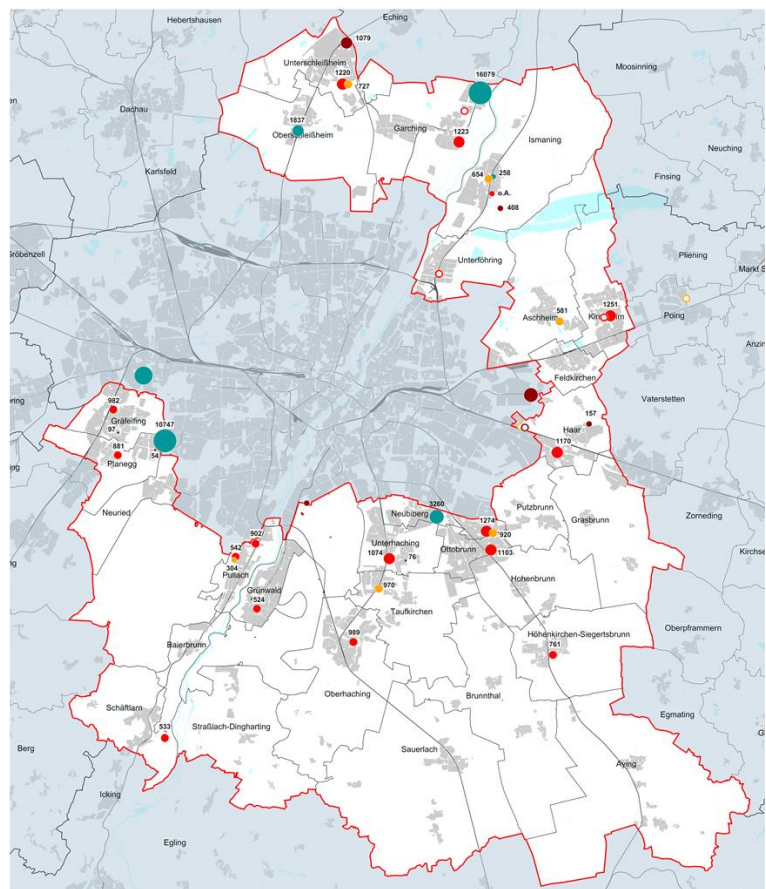 Hebertshausen
Eching
1079
Unterschleißheim
Moosinning
1220
727
16079
Dachau
1837
Oberschleißheim
Garching
1223
Ismaning
Neuching
Karlsfeld
654
258
Finsing
o.A.
408
Gröbenzell
Unterföhring
Pliening
Markt S
1251
581
Aschheim
Poing
Anzin
Feldkirchen
982
Vaterstetten
Gräfelfing
157
97
10747
Haar
881
54
1170
Planegg
Neuried
3260
Putzbrunn
Zorneding
Neubiberg
1274
Grasbrunn
920
902
Unterhaching
Ottobrunn
542
1074
76
1103
Kirchse
304
Pullach
Hohenbrunn
Grünwald
970
524
Taufkirchen
989
Höhenkirchen-Siegertsbrunn
Oberpframmern
Baierbrunn
761
Oberhaching
Brunnthal
Schäftlarn
Straßlach-Dingharting
Egmating
533
Berg
Sauerlach
Aying
Icking
Egling